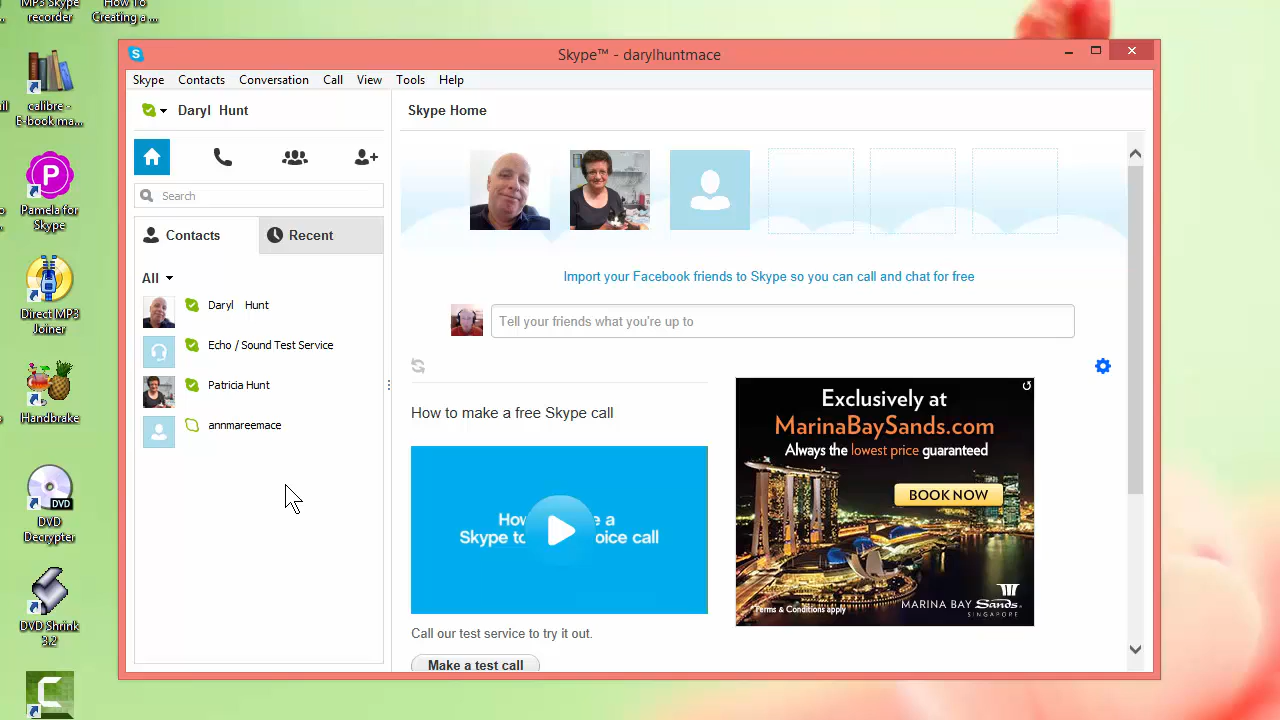 MP3 Skype
recorder
How To
Creating a ...
calibre -
E-book ma...
Pamela for
Skype
Direct MP3
Joiner
Handbrake
DVD
DVD
Decrypter
DVD Shrink
3.2
Skype™ - darylhuntmace
Skype Contacts Conversation Call View Tools Help
Daryl Hunt
Search
Contacts
Recent
All
Daryl Hunt
Echo / Sound Test Service
Patricia Hunt
annmareemace
Skype Home
Import your Facebook friends to Skype so you can call and chat for free
Tell your friends what you're up to
How to make a free Skype call
a
Skype to oice call
Call our test service to try it out.
Make a test call
Exclusively at
MarinaBaySands.com
Always the lowest price guaranteed
BOOK NOW
*Terms & Conditions apply
MARINA BAY Sands
SINGAPORE